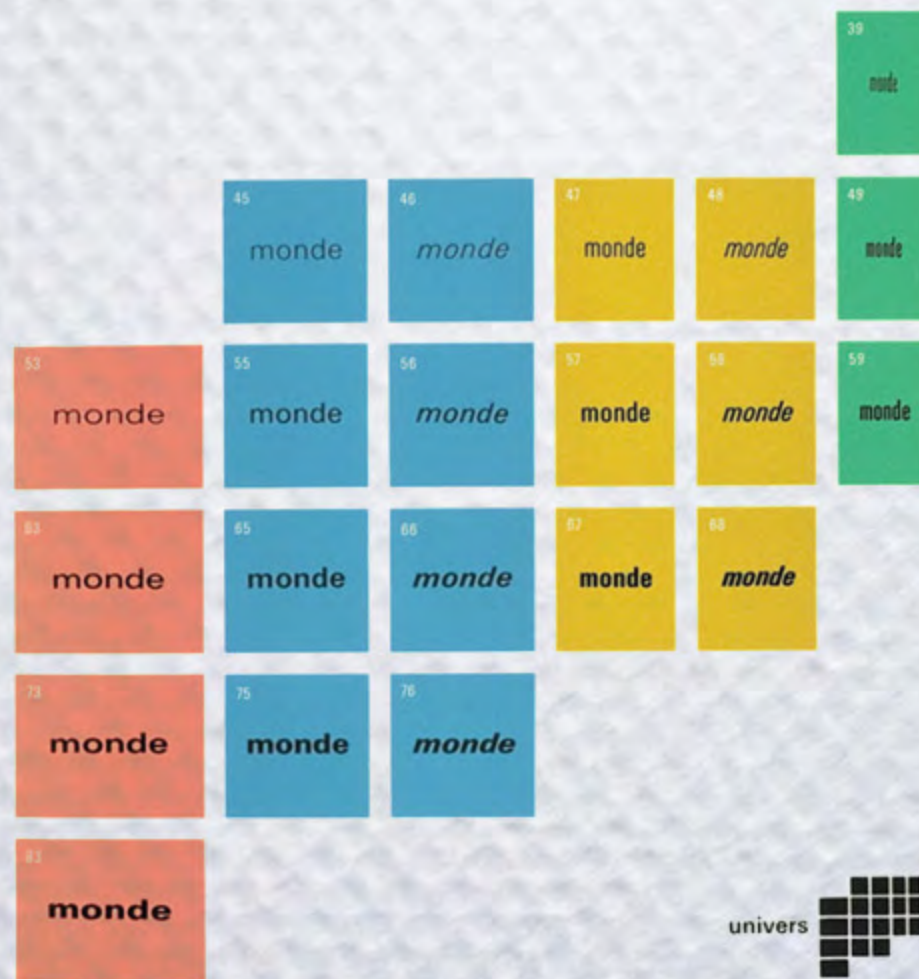 39
monde
45 46 47 48 49
monde monde monde monde monde
53 55 56 57 58 59
monde monde monde monde monde monde
63 65 66 67 68
monde monde monde monde monde
73 75 76
monde monde monde
83
monde
univers